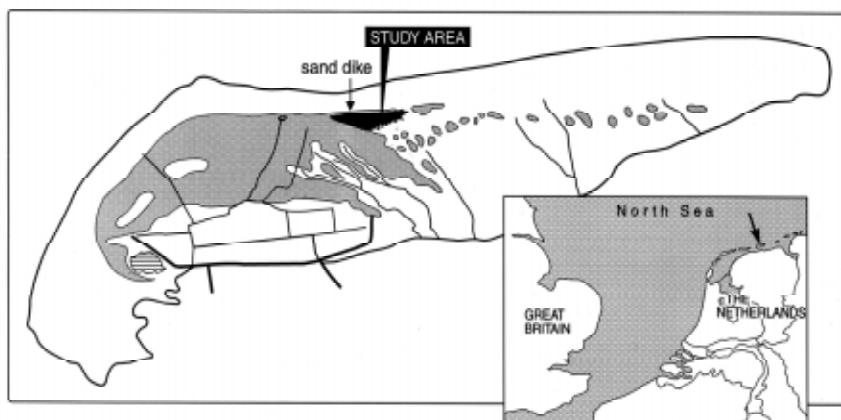 STUDY AREA
sand dike
North Sea
GREAT
BRITAIN
THE
NETHERLANDS